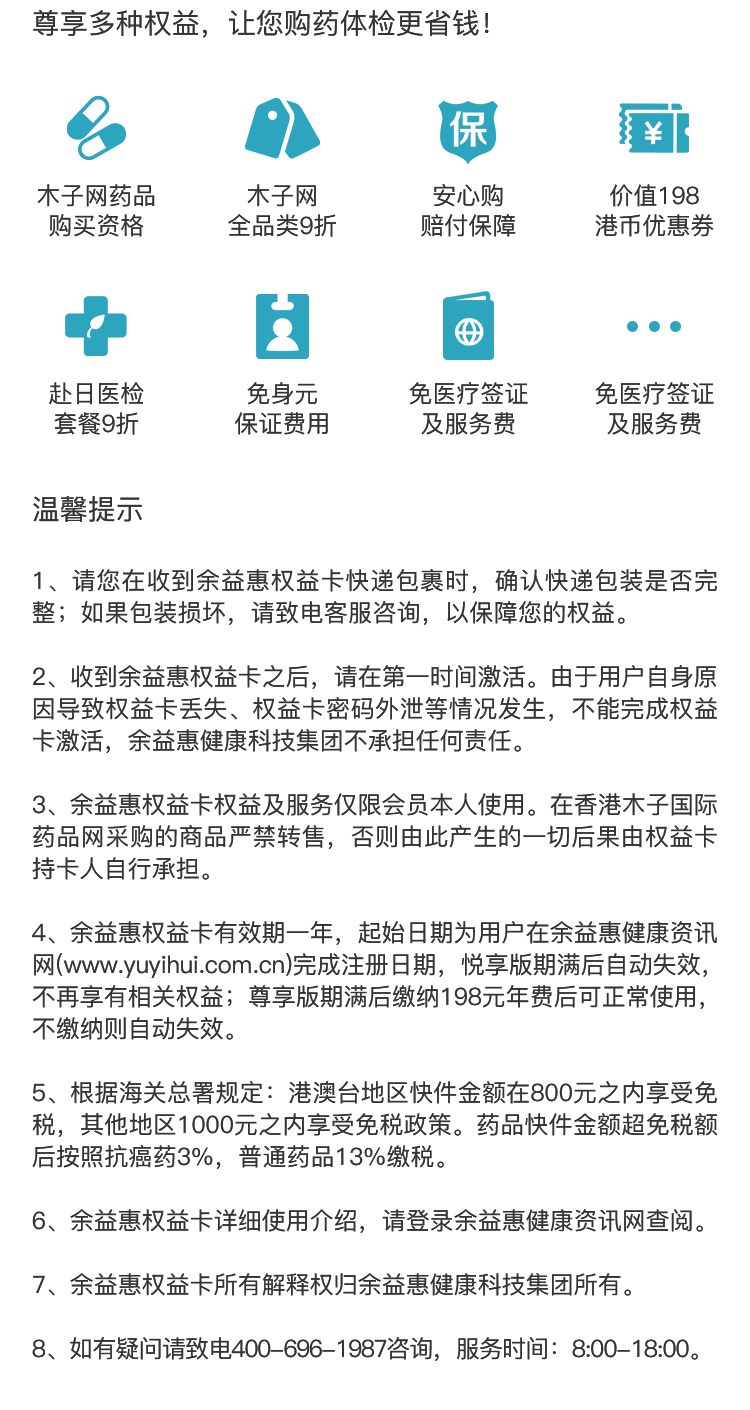 尊享多种权益，让您购药体检更省钱！
保
¥
木子网药品
购买资格
木子网
全品类9折
安心购
赔付保障
价值198
港币优惠券
赴日医检
套餐9折
免身元
保证费用
免医疗签证
及服务费
免医疗签证
及服务费
温馨提示
1、请您在收到余益惠权益卡快递包裹时，确认快递包装是否完
整；如果包装损坏，请致电客服咨询，以保障您的权益。
2、收到余益惠权益卡之后，请在第一时间激活。由于用户自身原
因导致权益卡丢失、权益卡密码外泄等情况发生，不能完成权益
卡激活，余益惠健康科技集团不承担任何责任。
3、余益惠权益卡权益及服务仅限会员本人使用。在香港木子国际
药品网采购的商品严禁转售，否则由此产生的一切后果由权益卡
持卡人自行承担。
4、余益惠权益卡有效期一年，起始日期为用户在余益惠健康资讯
网(www.yuyihui.com.cn)完成注册日期，悦享版期满后自动失效，
不再享有相关权益；尊享版期满后缴纳198元年费后可正常使用，
不缴纳则自动失效。
5、根据海关总署规定：港澳台地区快件金额在800元之内享受免
税，其他地区1000元之内享受免税政策。药品快件金额超免税额
后按照抗癌药3%，普通药品13%缴税。
6、余益惠权益卡详细使用介绍，请登录余益惠健康资讯网查阅。
7、余益惠权益卡所有解释权归余益惠健康科技集团所有。
8、如有疑问请致电400-696-1987咨询，服务时间：8:00-18:00。